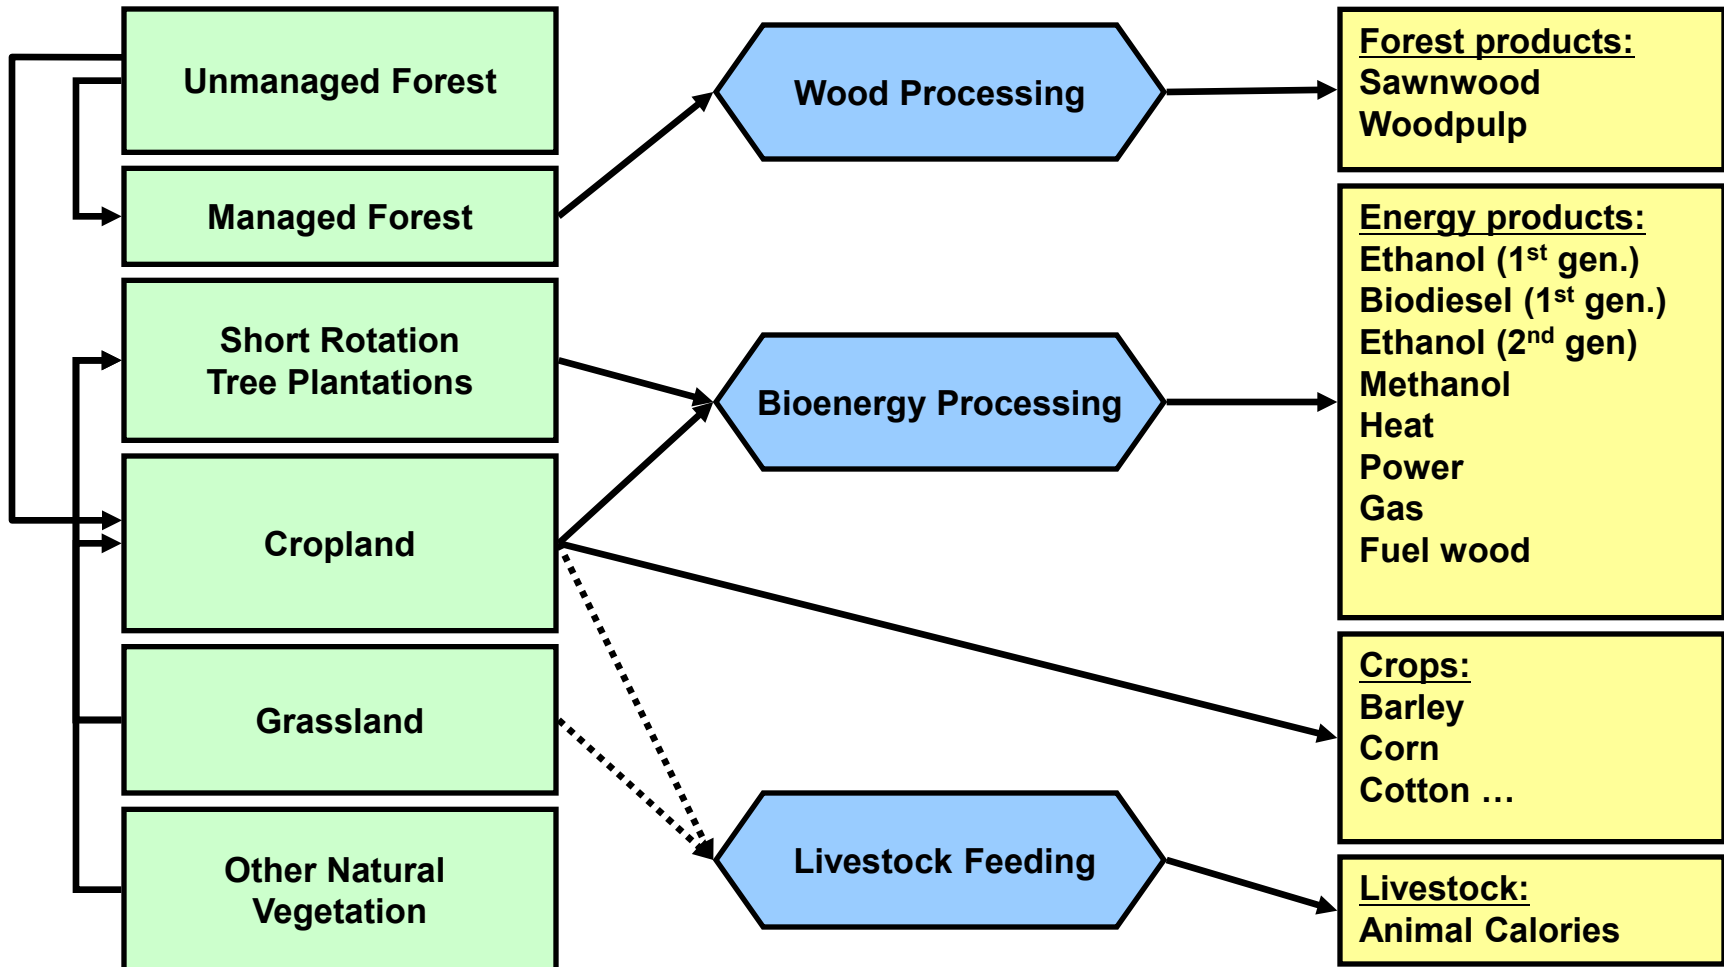 Unmanaged Forest
Managed Forest
Short Rotation
Tree Plantations
Cropland
Grassland
Other Natural
Vegetation
Wood Processing
Bioenergy Processing
Livestock Feeding
Forest products:
Sawnwood
Woodpulp
Energy products:
Ethanol (1st gen.)
Biodiesel (1st gen.)
Ethanol (2nd gen)
Methanol
Heat
Power
Gas
Fuel wood
Crops:
Barley
Corn
Cotton …
Livestock:
Animal Calories